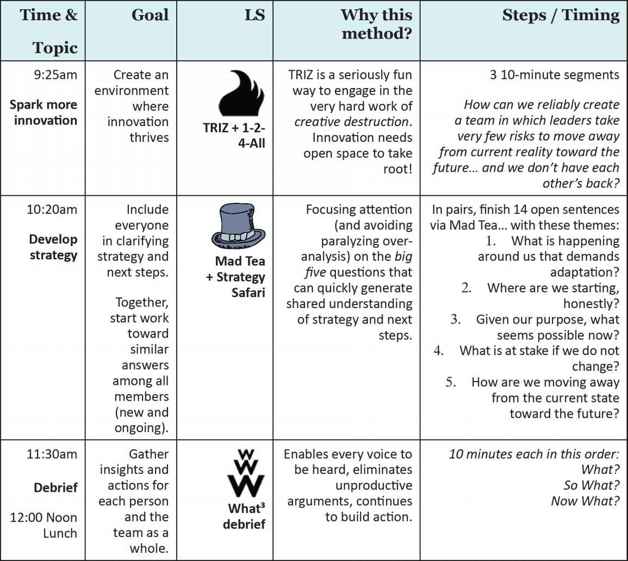 Time &
Topic
Goal
LS
Why this
method?
Steps / Timing
9:25am
Spark more
innovation
Create an
environment
where
innovation
thrives
TRIZ + 1-2-
4-All
TRIZ is a seriously fun
way to engage in the
very hard work of
creative destruction.
Innovation needs
open space to take
root!
3 10-minute segments
How can we reliably create
a team in which leaders take
very few risks to move away
from current reality toward the
future... and we don't have each
other's back?
10:20am
Develop
strategy
Include
everyone
in clarifying
strategy and
next steps.
Together,
start work
toward
similar
answers
among all
members
(new and
ongoing).
Mad Tea
+ Strategy
Safari
Focusing attention
(and avoiding
paralyzing over-
analysis) on the big
five questions that
can quickly generate
shared understanding
of strategy and next
steps.
In pairs, finish 14 open sentences
via Mad Tea... with these themes:
1. What is happening
around us that demands
adaptation?
2. Where are we starting,
honestly?
3. Given our purpose, what
seems possible now?
4. What is at stake if we do not
change?
5. How are we moving away
from the current state
toward the future?
11:30am
Debrief
12:00 Noon
Lunch
Gather
insights and
actions for
each person
and the
team as a
whole.
W
W
W
What³
debrief
Enables every voice to
be heard, eliminates
unproductive
arguments, continues
to build action.
10 minutes each in this order:
What?
So What?
Now What?